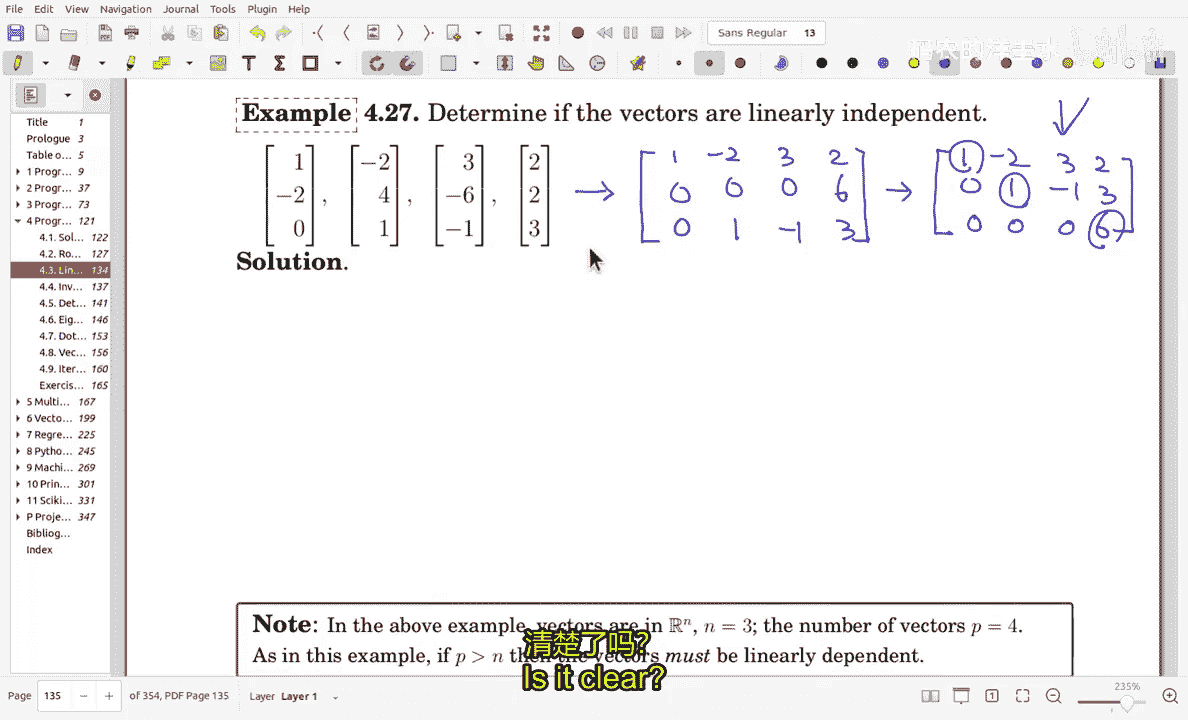 File Edit View Navigation Journal Tools Plugin Help
Sans Regular 13
Title 1
Prologue 3
Table o... 5
1 Progr... 9
2 Progr... 37
3 Progr... 73
4 Progr... 121
4.1. Sol... 122
4.2. Ro... 127
4.3. Lin... 134
4.4. Inv... 137
4.5. Det... 141
4.6. Eig... 146
4.7. Dot... 153
4.8. Vec... 156
4.9. Iter... 160
Exercis... 165
5 Multi... 167
6 Vecto... 199
7 Regre... 225
8 Pytho... 245
9 Machi... 269
10 Prin... 301
11 Sciki... 331
P Proje... 347
Bibliog...
Index
Example 4.27. Determine if the vectors are linearly independent.
[1 −2 0], [−2 4 1], [3 −6 −1], [2 2 3]
→ [1 -2 3 2
0 0 0 6
0 1 -1 3]
→ [1 -2 3 2
0 1 -1 3
0 0 0 6]
Solution.
Note: In the above example, vectors are in ℝⁿ, n = 3; the number of vectors p = 4.
As in this example, if p > n then the vectors must be linearly dependent.
清楚了吗?
Is it clear?
Page 135 of 354, PDF Page 135 Layer Layer 1 235%